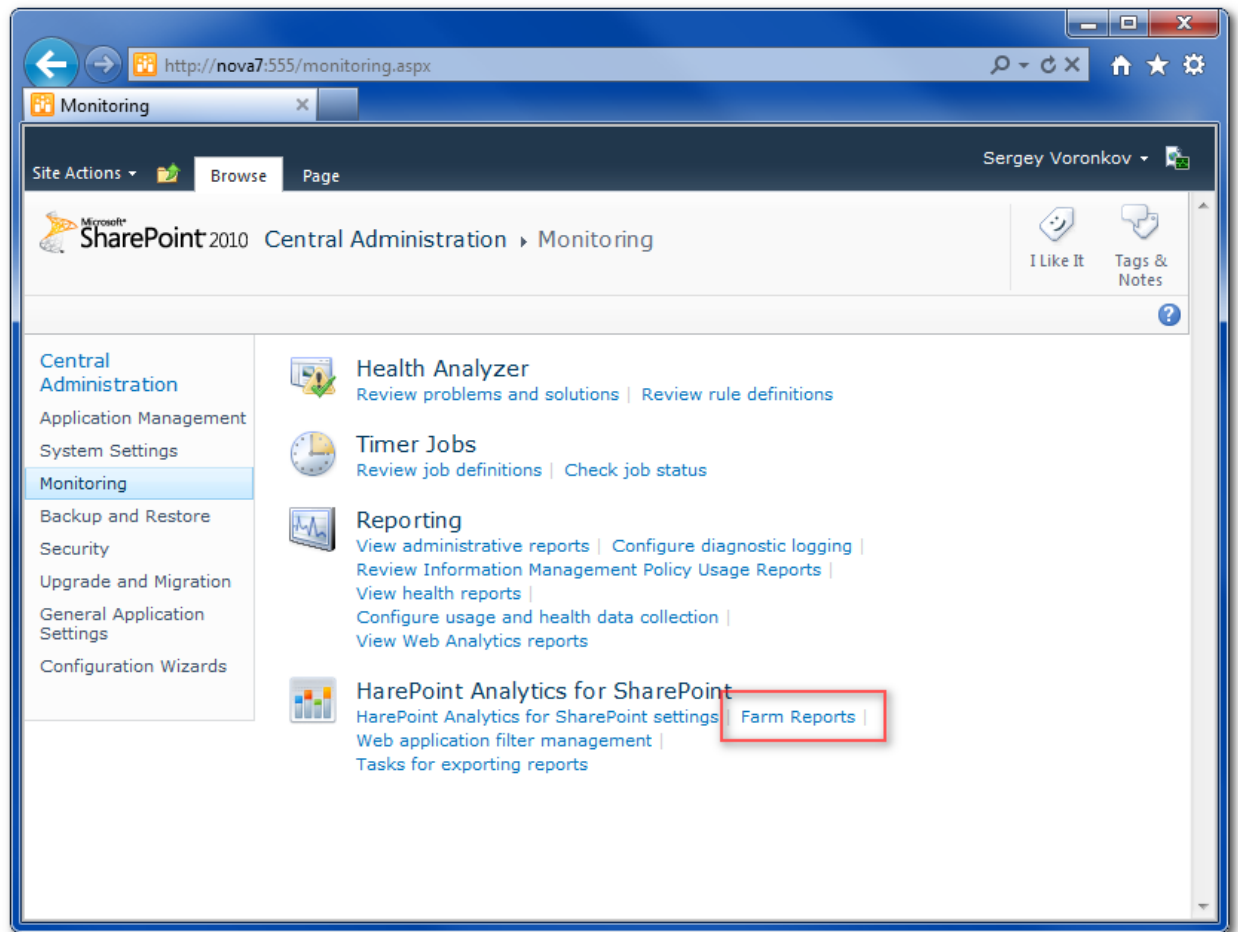 http://nova7:555/monitoring.aspx
Monitoring
Sergey Voronkov
Site Actions Browse Page
Microsoft®
SharePoint 2010 Central Administration Monitoring
I Like It Tags &
Notes
Central
Administration
Application Management
System Settings
Monitoring
Backup and Restore
Security
Upgrade and Migration
General Application
Settings
Configuration Wizards
Health Analyzer
Review problems and solutions | Review rule definitions
Timer Jobs
Review job definitions | Check job status
Reporting
View administrative reports | Configure diagnostic logging |
Review Information Management Policy Usage Reports |
View health reports |
Configure usage and health data collection |
View Web Analytics reports
HarePoint Analytics for SharePoint
HarePoint Analytics for SharePoint settings | Farm Reports |
Web application filter management |
Tasks for exporting reports